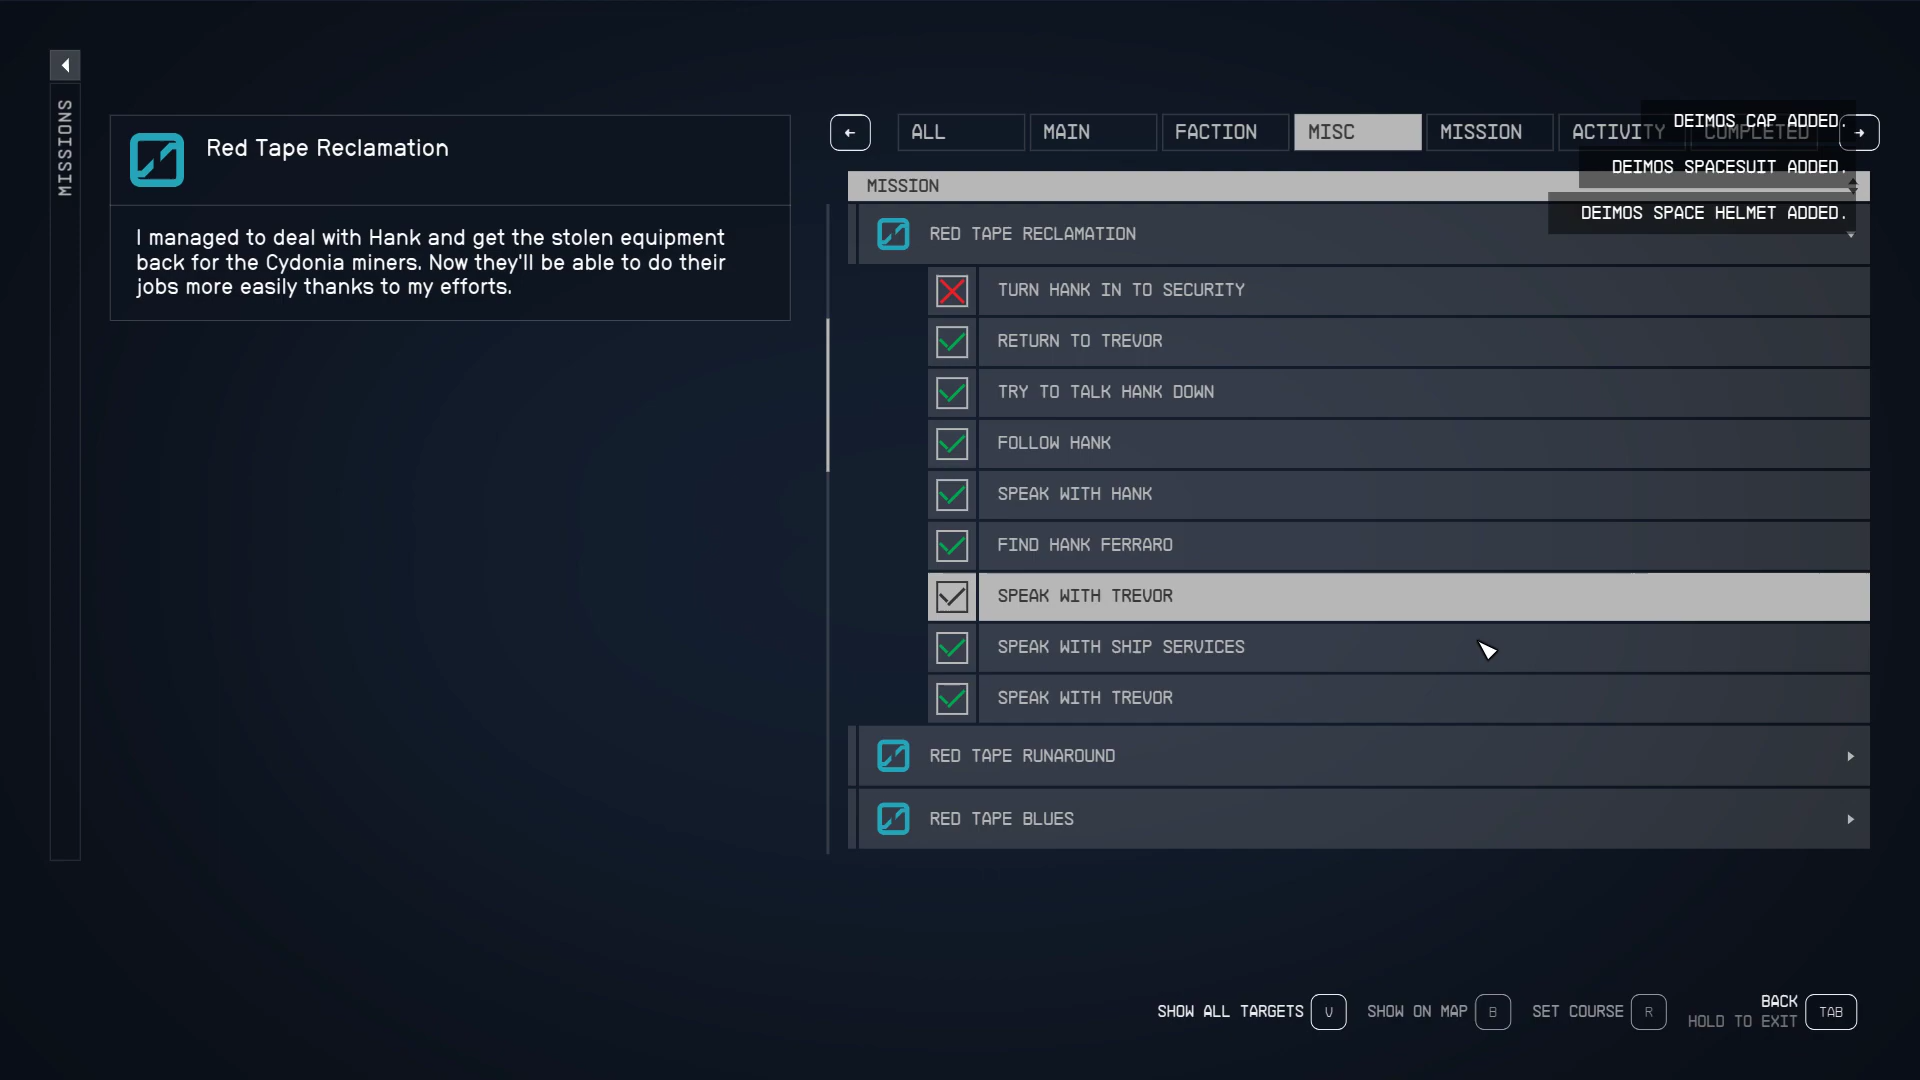 MISSIONS
Red Tape Reclamation
I managed to deal with Hank and get the stolen equipment
back for the Cydonia miners. Now they'll be able to do their
jobs more easily thanks to my efforts.
ALL
MAIN
FACTION
MISC
MISSION
ACTIVITY
COMPLETED
DEIMOS CAP ADDED.
DEIMOS SPACESUIT ADDED.
DEIMOS SPACE HELMET ADDED.
MISSION
RED TAPE RECLAMATION
TURN HANK IN TO SECURITY
RETURN TO TREVOR
TRY TO TALK HANK DOWN
FOLLOW HANK
SPEAK WITH HANK
FIND HANK FERRARO
SPEAK WITH TREVOR
SPEAK WITH SHIP SERVICES
SPEAK WITH TREVOR
RED TAPE RUNAROUND
RED TAPE BLUES
SHOW ALL TARGETS V
SHOW ON MAP B
SET COURSE R
BACK
HOLD TO EXIT
TAB